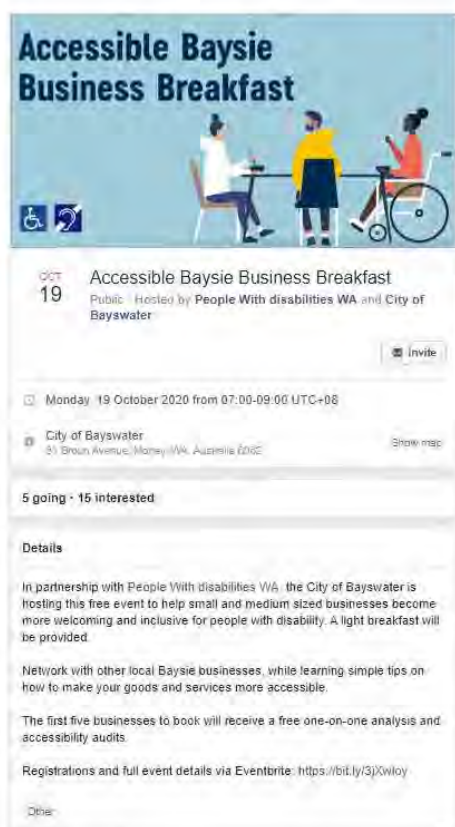 Accessible Baysie
Business Breakfast
OCT
19
Accessible Baysie Business Breakfast
Public · Hosted by People With disabilities WA and City of
Bayswater
Invite
Monday, 19 October 2020 from 07:00-09:00 UTC+08
City of Bayswater
Broun Avenue, Morley, WA, Australia 6062
Show map
5 going · 15 interested
Details
In partnership with People With disabilities WA, the City of Bayswater is
hosting this free event to help small and medium sized businesses become
more welcoming and inclusive for people with disability. A light breakfast will
be provided.
Network with other local Baysie businesses, while learning simple tips on
how to make your goods and services more accessible.
The first five businesses to book will receive a free one-on-one analysis and
accessibility audits.
Registrations and full event details via Eventbrite:
Other